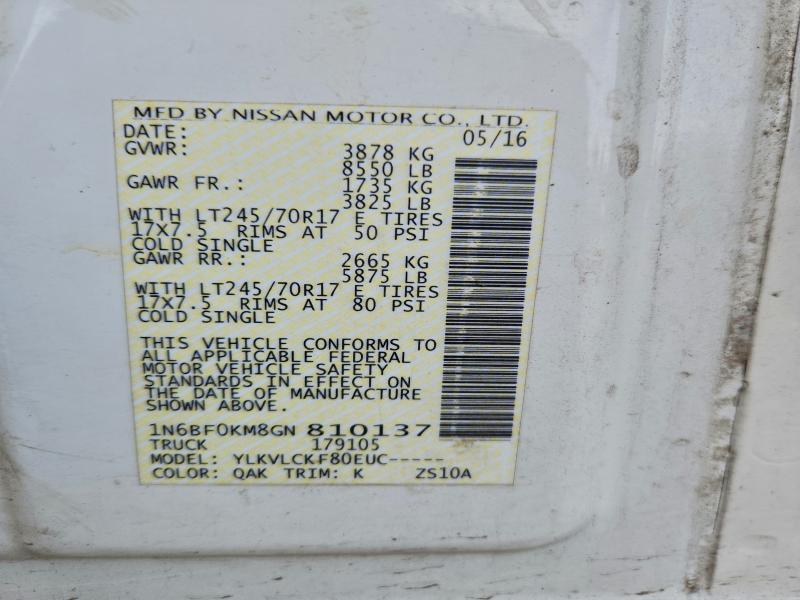 MFD BY NISSAN MOTOR CO., LTD.
DATE: 05/16
GVWR: 3878 KG
8550 LB
GAWR FR.: 1735 KG
3825 LB
WITH LT245/70R17 E TIRES
17X7.5 RIMS AT 50 PSI
COLD SINGLE
GAWR RR.: 2665 KG
5875 LB
WITH LT245/70R17 E TIRES
17X7.5 RIMS AT 80 PSI
COLD SINGLE
THIS VEHICLE CONFORMS TO
ALL APPLICABLE FEDERAL
MOTOR VEHICLE SAFETY
STANDARDS IN EFFECT ON
THE DATE OF MANUFACTURE
SHOWN ABOVE.
1N6BF0KM8GN 810137
TRUCK 179105
MODEL: YLKVLCKF80EUC-----
COLOR: QAK TRIM: K ZS10A